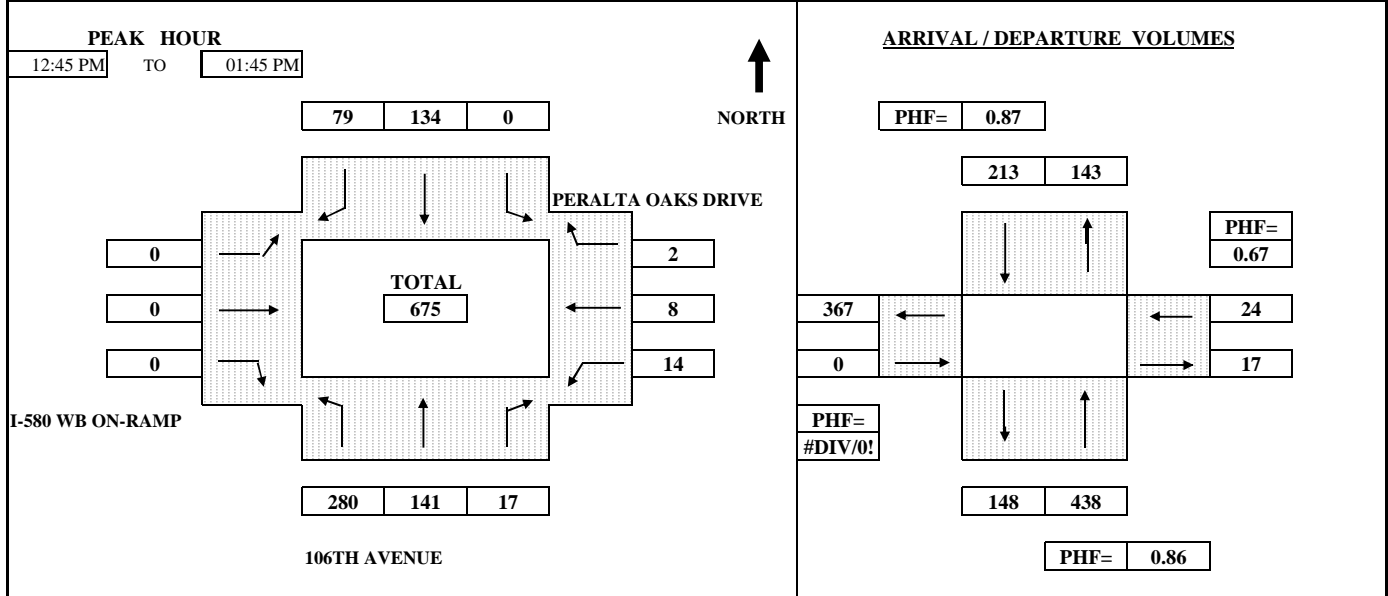 PEAK HOUR
12:45 PM TO 01:45 PM
79 134 0
NORTH
PERALTA OAKS DRIVE
0 2
TOTAL
0 675 8
0 14
I-580 WB ON-RAMP
280 141 17
106TH AVENUE
ARRIVAL / DEPARTURE VOLUMES
PHF= 0.87
213 143
PHF=
0.67
367 24
0 17
PHF=
#DIV/0!
148 438
PHF= 0.86